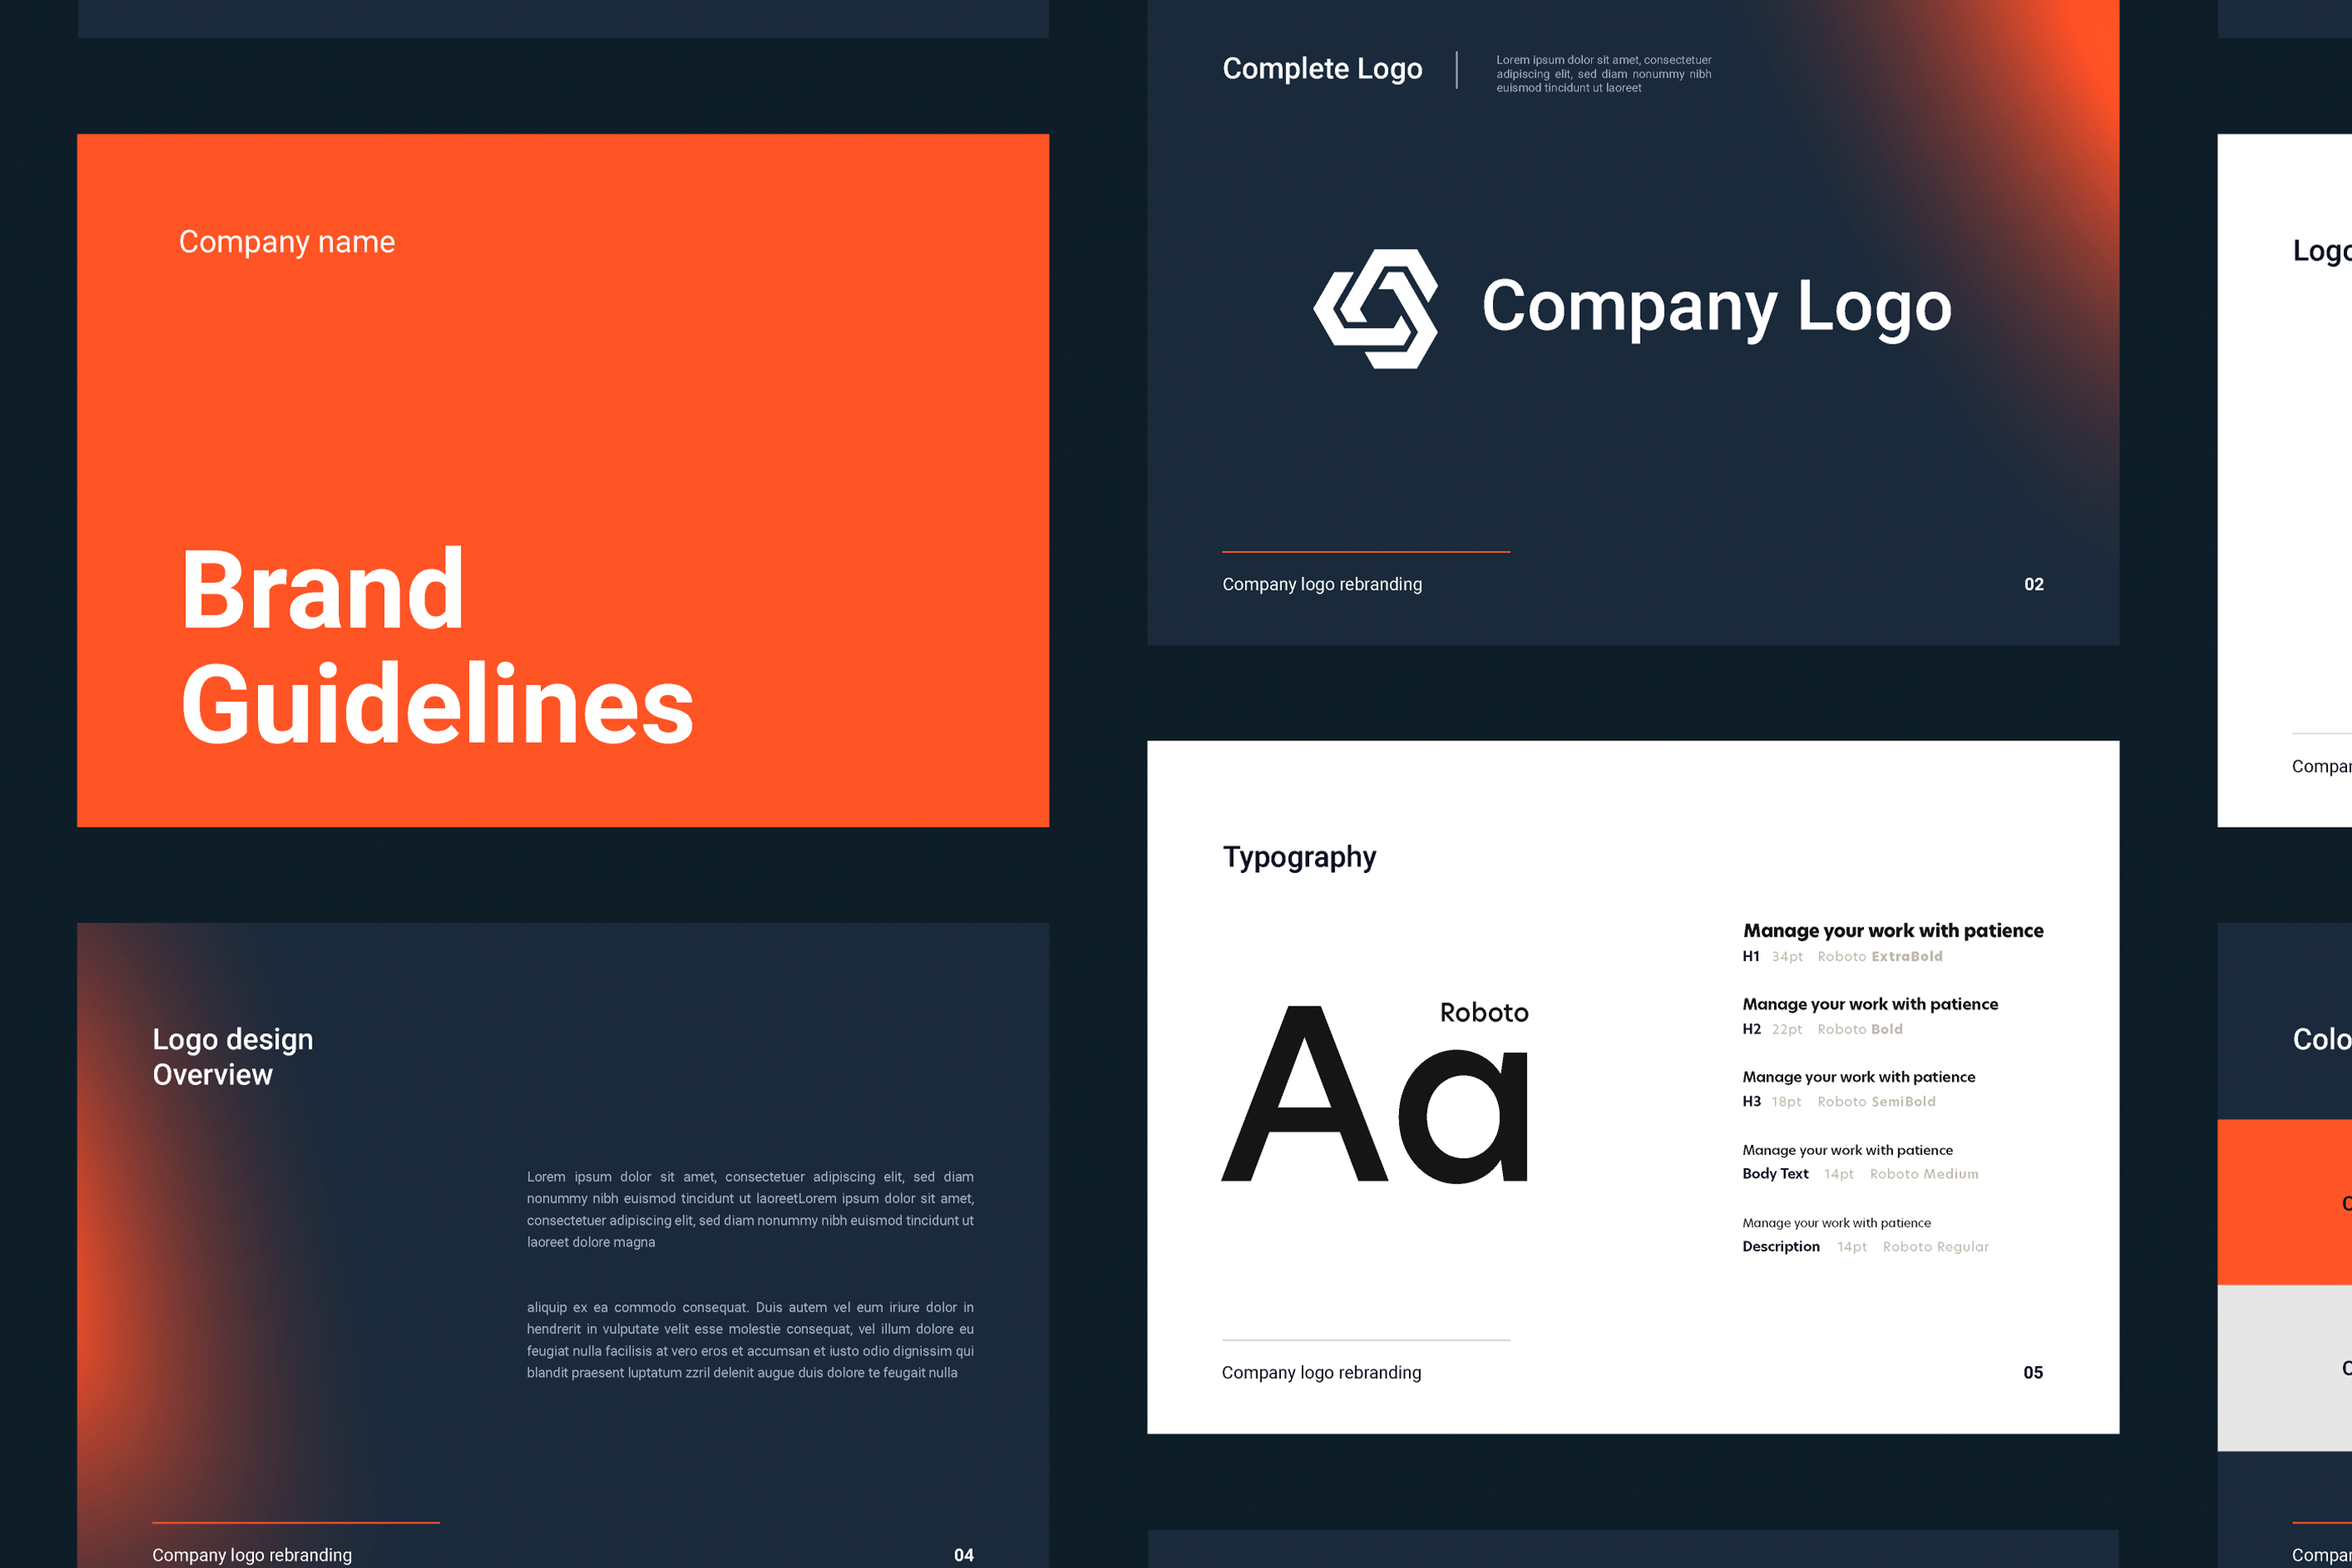 Company name
Brand
Guidelines
Logo design
Overview
Lorem ipsum dolor sit amet, consectetuer adipiscing elit, sed diam
nonummy nibh euismod tincidunt ut laoreetLorem ipsum dolor sit amet,
consectetuer adipiscing elit, sed diam nonummy nibh euismod tincidunt ut
laoreet dolore magna
aliquip ex ea commodo consequat. Duis autem vel eum iriure dolor in
hendrerit in vulputate velit esse molestie consequat, vel illum dolore eu
feugiat nulla facilisis at vero eros et accumsan et iusto odio dignissim qui
blandit praesent luptatum zzril delenit augue duis dolore te feugait nulla
Company logo rebranding
04
Complete Logo
Lorem ipsum dolor sit amet, consectetuer
adipiscing elit, sed diam nonummy nibh
euismod tincidunt ut laoreet
Company Logo
Company logo rebranding
02
Typography
Aa
Roboto
Manage your work with patience
H1 34pt Roboto ExtraBold
Manage your work with patience
H2 22pt Roboto Bold
Manage your work with patience
H3 18pt Roboto SemiBold
Manage your work with patience
Body Text 14pt Roboto Medium
Manage your work with patience
Description 14pt Roboto Regular
Company logo rebranding
05